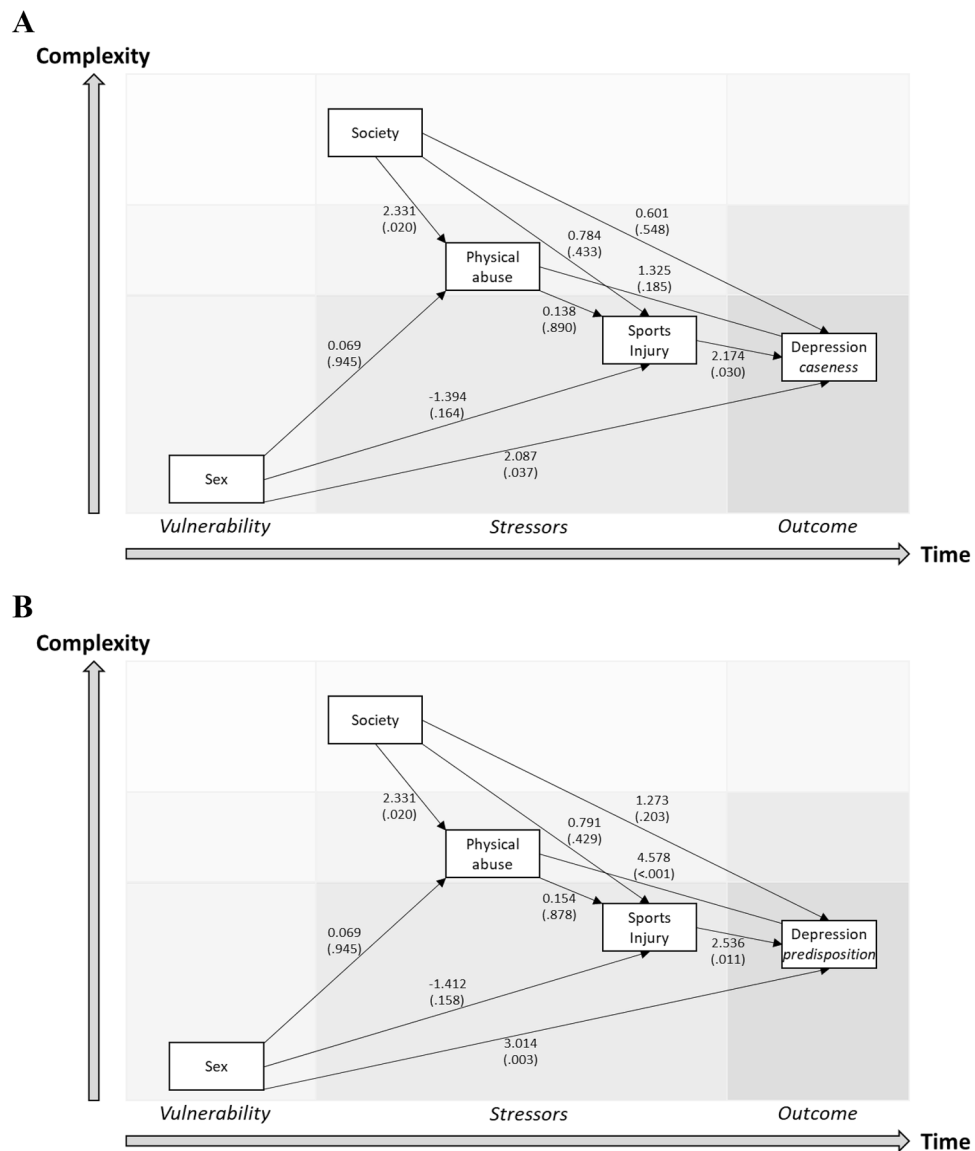 A
Complexity
Society
2.331
(.020)
0.601
(.548)
0.784
(.433)
Physical
abuse
1.325
(.185)
0.138
(.890)
Sports
Injury
0.069
(.945)
2.174
(.030)
Depression
caseness
-1.394
(.164)
2.087
(.037)
Sex
Vulnerability
Stressors
Outcome
Time
B
Complexity
Society
2.331
(.020)
1.273
(.203)
0.791
(.429)
Physical
abuse
4.578
(<.001)
0.154
(.878)
Sports
Injury
0.069
(.945)
2.536
(.011)
Depression
predisposition
-1.412
(.158)
3.014
(.003)
Sex
Vulnerability
Stressors
Outcome
Time